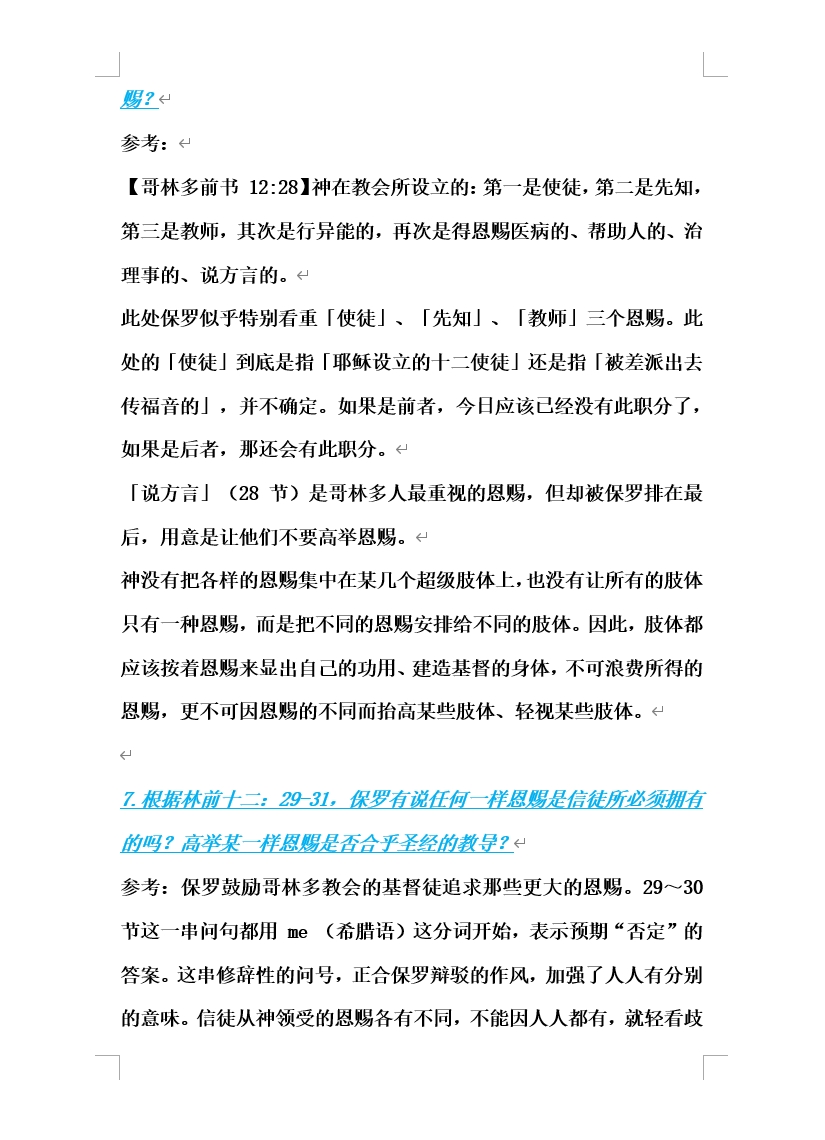 赐？
参考：
【哥林多前书 12:28】神在教会所设立的：第一是使徒，第二是先知，
第三是教师，其次是行异能的，再次是得恩赐医病的、帮助人的、治
理事的、说方言的。
此处保罗似乎特别看重「使徒」、「先知」、「教师」三个恩赐。此
处的「使徒」到底是指「耶稣设立的十二使徒」还是指「被差派出去
传福音的」，并不确定。如果是前者，今日应该已经没有此职分了，
如果是后者，那还会有此职分。
「说方言」（28 节）是哥林多人最重视的恩赐，但却被保罗排在最
后，用意是让他们不要高举恩赐。
神没有把各样的恩赐集中在某几个超级肢体上，也没有让所有的肢体
只有一种恩赐，而是把不同的恩赐安排给不同的肢体。因此，肢体都
应该按着恩赐来显出自己的功用、建造基督的身体，不可浪费所得的
恩赐，更不可因恩赐的不同而抬高某些肢体、轻视某些肢体。
7.根据林前十二：29-31，保罗有说任何一样恩赐是信徒所必须拥有
的吗？高举某一样恩赐是否合乎圣经的教导？
参考：保罗鼓励哥林多教会的基督徒追求那些更大的恩赐。29～30
节这一串问句都用 me （希腊语）这分词开始，表示预期“否定”的
答案。这串修辞性的问号，正合保罗辩驳的作风，加强了人人有分别
的意味。信徒从神领受的恩赐各有不同，不能因人人都有，就轻看歧